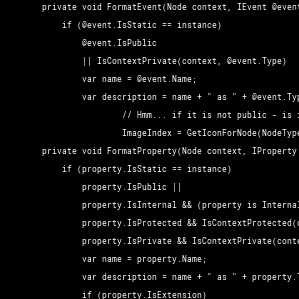 private void FormatEvent(Node context, IEvent @event
if (@event.IsStatic == instance)
@event.IsPublic
|| IsContextPrivate(context, @event.Type)
var name = @event.Name;
var description = name + " as " + @event.Typ
// Hmm... if it is not public - is i
ImageIndex = GetIconForNode(NodeType
private void FormatProperty(Node context, IProperty
if (property.IsStatic == instance)
property.IsPublic ||
property.IsInternal && (property is Internal
property.IsProtected && IsContextProtected(c
property.IsPrivate && IsContextPrivate(conte
var name = property.Name;
var description = name + " as " + property.T
if (property.IsExtension)